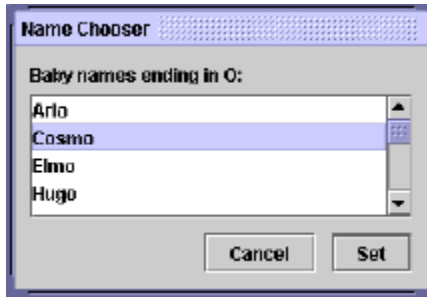 Name Chooser
Baby names ending in O:
Arlo
Cosmo
Elmo
Hugo
Cancel
Set